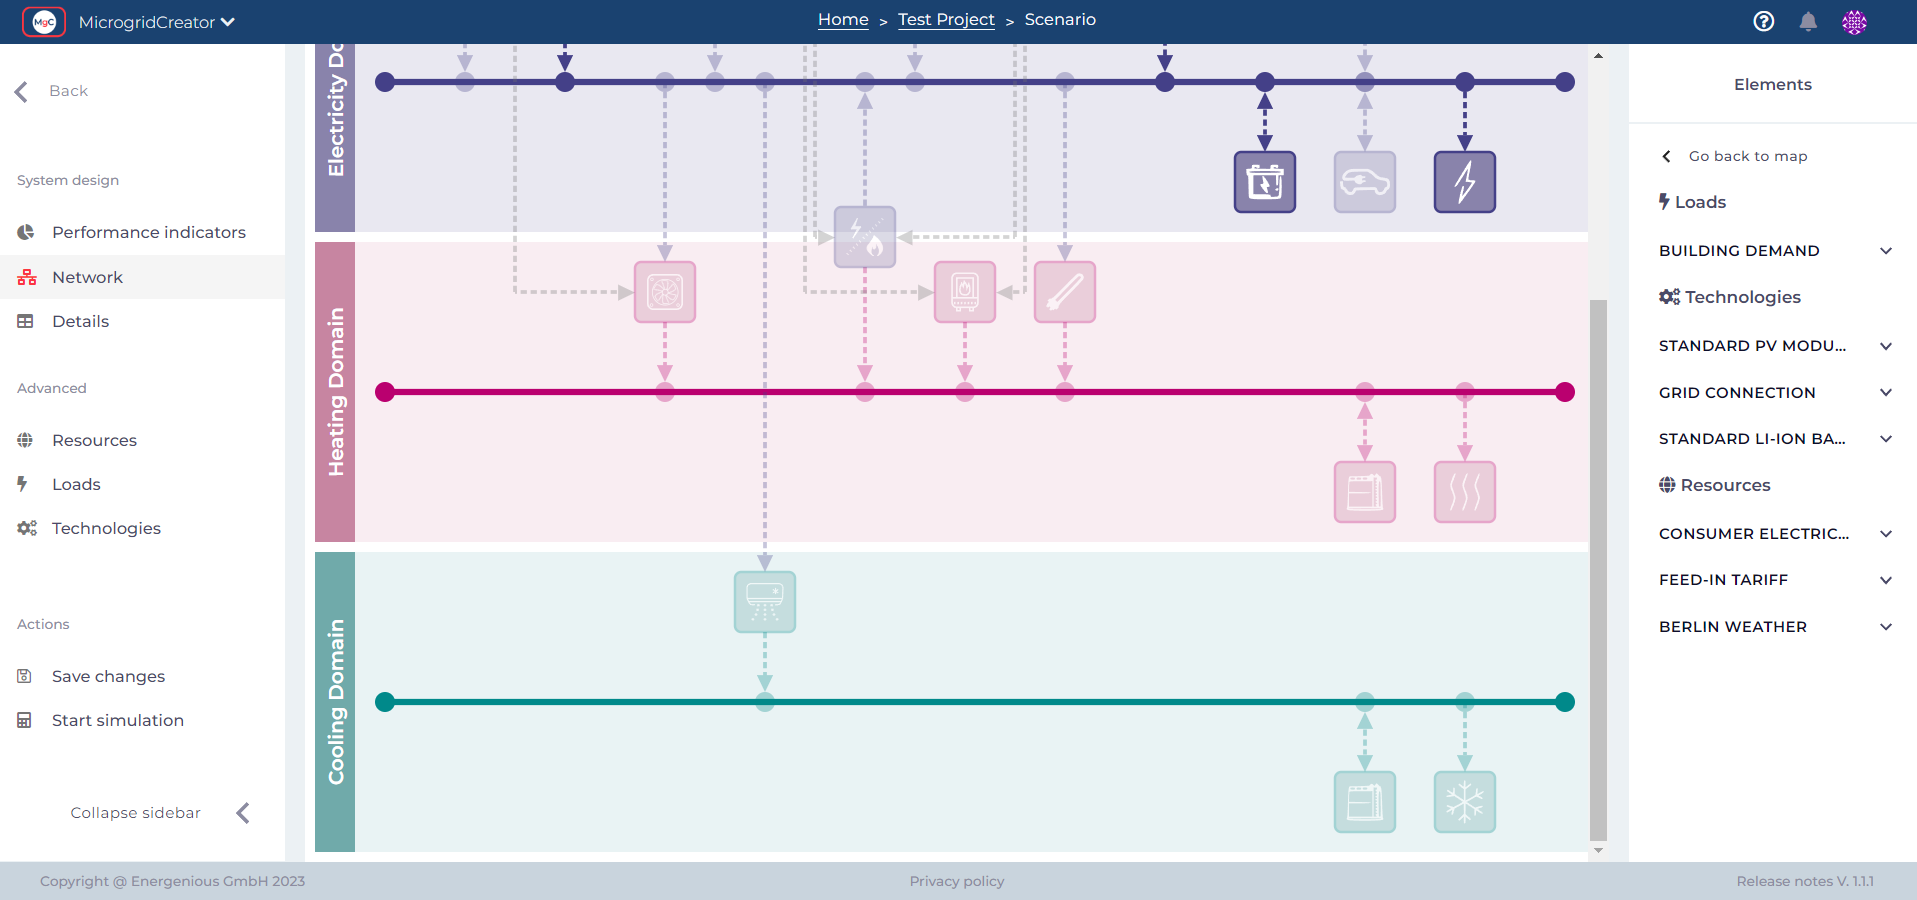 MgC MicrogridCreator
Home > Test Project > Scenario
Back
System design
Performance indicators
Network
Details
Advanced
Resources
Loads
Technologies
Actions
Save changes
Start simulation
Collapse sidebar
Electricity Do
Heating Domain
Cooling Domain
Elements
Go back to map
Loads
BUILDING DEMAND
Technologies
STANDARD PV MODU...
GRID CONNECTION
STANDARD LI-ION BA...
Resources
CONSUMER ELECTRIC...
FEED-IN TARIFF
BERLIN WEATHER
Copyright @ Energenious GmbH 2023
Privacy policy
Release notes V. 1.1.1